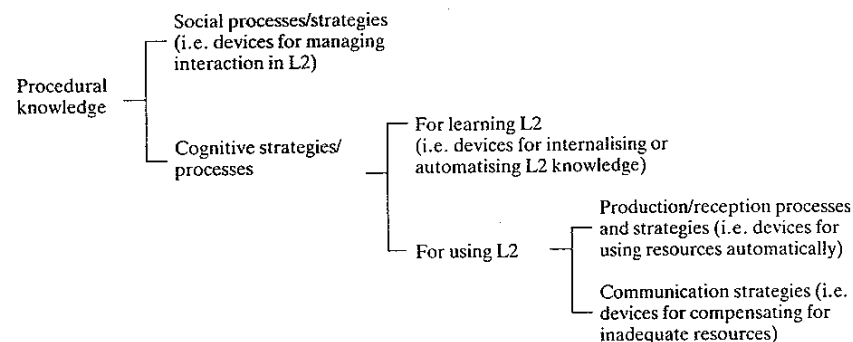 Social processes/strategies
(i.e. devices for managing
interaction in L2)
Procedural
knowledge
Cognitive strategies/
processes
For learning L2
(i.e. devices for internalising or
automatising L2 knowledge)
For using L2
Production/reception processes
and strategies (i.e. devices for
using resources automatically)
Communication strategies (i.e.
devices for compensating for
inadequate resources)